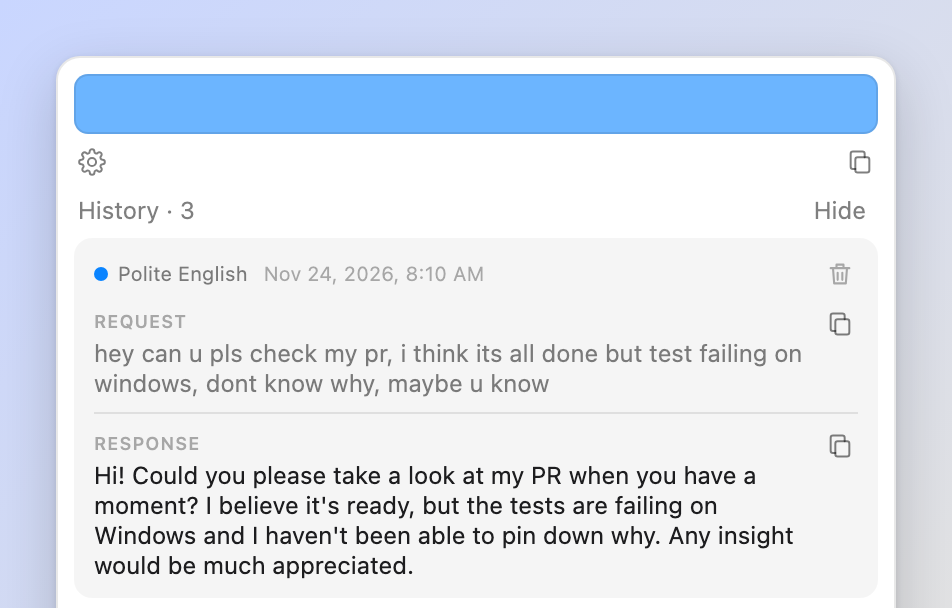 History · 3
Hide
Polite English Nov 24, 2026, 8:10 AM
REQUEST
hey can u pls check my pr, i think its all done but test failing on
windows, dont know why, maybe u know
RESPONSE
Hi! Could you please take a look at my PR when you have a
moment? I believe it's ready, but the tests are failing on
Windows and I haven't been able to pin down why. Any insight
would be much appreciated.